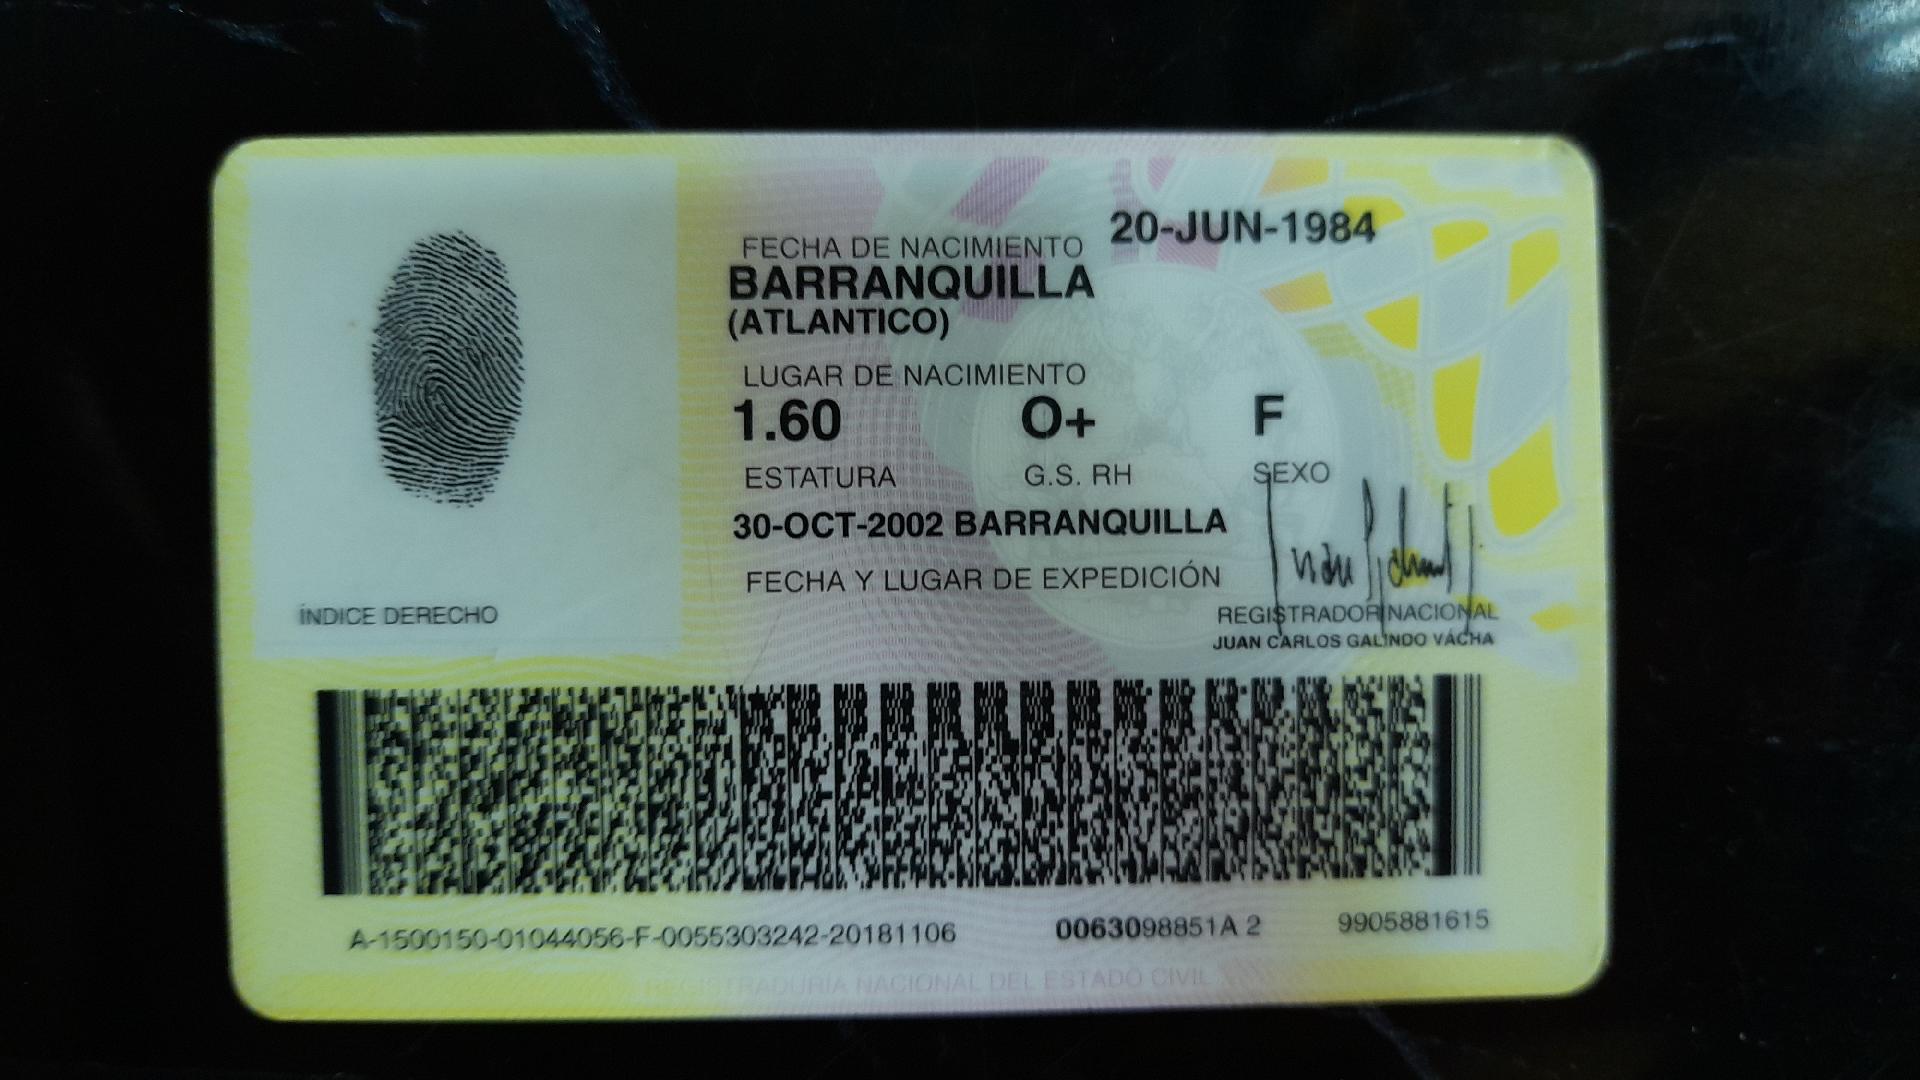 20-JUN-1984
FECHA DE NACIMIENTO
BARRANQUILLA
(ATLANTICO)
LUGAR DE NACIMIENTO
1.60 O+ F
ESTATURA G.S. RH SEXO
30-OCT-2002 BARRANQUILLA
FECHA Y LUGAR DE EXPEDICIÓN
ÍNDICE DERECHO
REGISTRADOR NACIONAL
JUAN CARLOS GALINDO VÁCHA
A-1500150-01044056-F-0055303242-20181106 0063098851A 2 9905881615
REGISTRADURÍA NACIONAL DEL ESTADO CIVIL